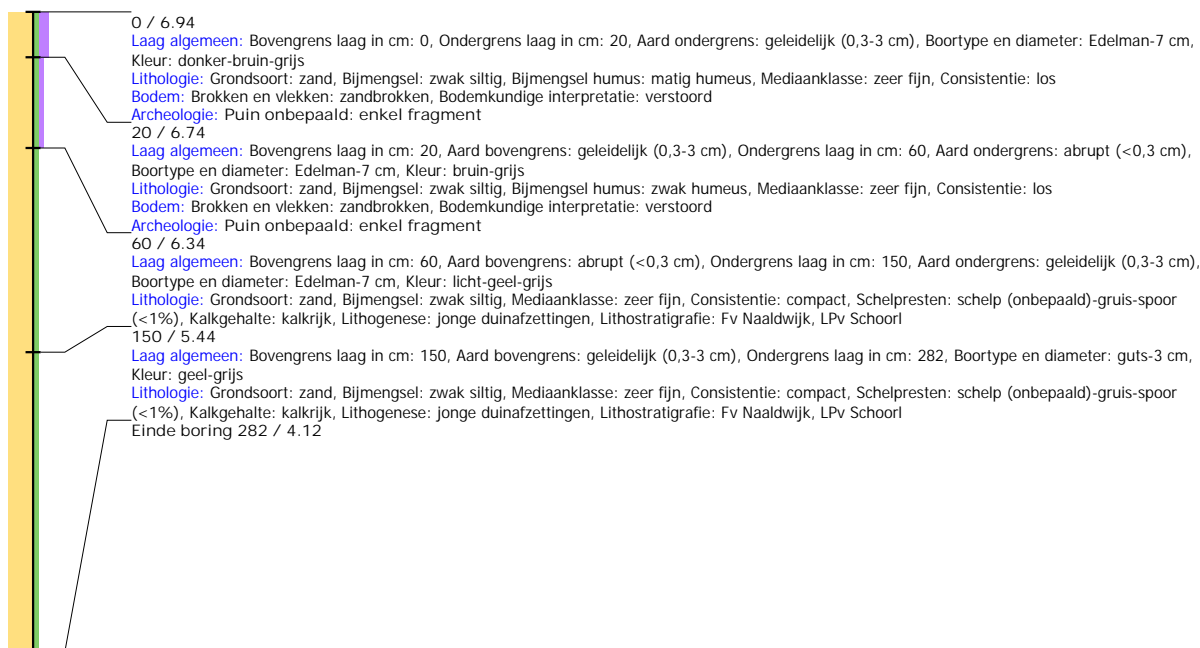 0 / 6.94
Laag algemeen: Bovengrens laag in cm: 0, Ondergrens laag in cm: 20, Aard ondergrens: geleidelijk (0,3-3 cm), Boortype en diameter: Edelman-7 cm,
Kleur: donker-bruin-grijs
Lithologie: Grondsoort: zand, Bijmengsel: zwak siltig, Bijmengsel humus: matig humeus, Mediaanklasse: zeer fijn, Consistentie: los
Bodem: Brokken en vlekken: zandbrokken, Bodemkundige interpretatie: verstoord
Archeologie: Puin onbepaald: enkel fragment
20 / 6.74
Laag algemeen: Bovengrens laag in cm: 20, Aard bovengrens: geleidelijk (0,3-3 cm), Ondergrens laag in cm: 60, Aard ondergrens: abrupt (<0,3 cm),
Boortype en diameter: Edelman-7 cm, Kleur: bruin-grijs
Lithologie: Grondsoort: zand, Bijmengsel: zwak siltig, Bijmengsel humus: zwak humeus, Mediaanklasse: zeer fijn, Consistentie: los
Bodem: Brokken en vlekken: zandbrokken, Bodemkundige interpretatie: verstoord
Archeologie: Puin onbepaald: enkel fragment
60 / 6.34
Laag algemeen: Bovengrens laag in cm: 60, Aard bovengrens: abrupt (<0,3 cm), Ondergrens laag in cm: 150, Aard ondergrens: geleidelijk (0,3-3 cm),
Boortype en diameter: Edelman-7 cm, Kleur: licht-geel-grijs
Lithologie: Grondsoort: zand, Bijmengsel: zwak siltig, Mediaanklasse: zeer fijn, Consistentie: compact, Schelpresten: schelp (onbepaald)-gruis-spoor
(<1%), Kalkgehalte: kalkrijk, Lithogenese: jonge duinafzettingen, Lithostratigrafie: Fv Naaldwijk, LPv Schoorl
150 / 5.44
Laag algemeen: Bovengrens laag in cm: 150, Aard bovengrens: geleidelijk (0,3-3 cm), Ondergrens laag in cm: 282, Boortype en diameter: guts-3 cm,
Kleur: geel-grijs
Lithologie: Grondsoort: zand, Bijmengsel: zwak siltig, Mediaanklasse: zeer fijn, Consistentie: compact, Schelpresten: schelp (onbepaald)-gruis-spoor
(<1%), Kalkgehalte: kalkrijk, Lithogenese: jonge duinafzettingen, Lithostratigrafie: Fv Naaldwijk, LPv Schoorl
Einde boring 282 / 4.12